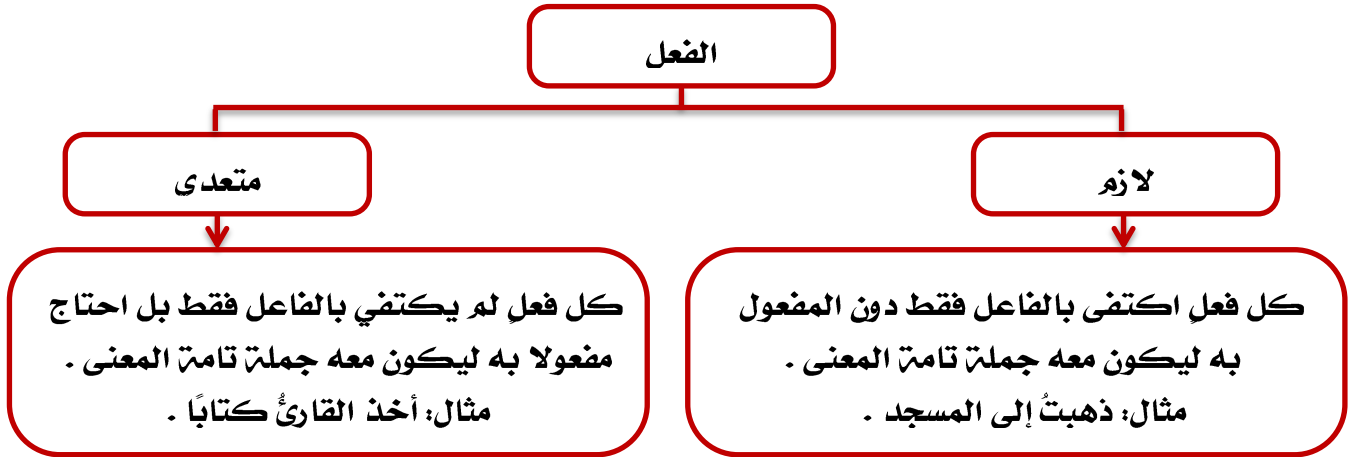 الفعل
لازم
متعدى
كل فعلٍ اكتفى بالفاعل فقط دون المفعول
به ليكون معه جملة تامة المعنى .
مثال: ذهبتُ إلى المسجد .
كل فعلٍ لم يكتفي بالفاعل فقط بل احتاج
مفعولا به ليكون معه جملة تامة المعنى .
مثال: أخذ القارئُ كتابًا .